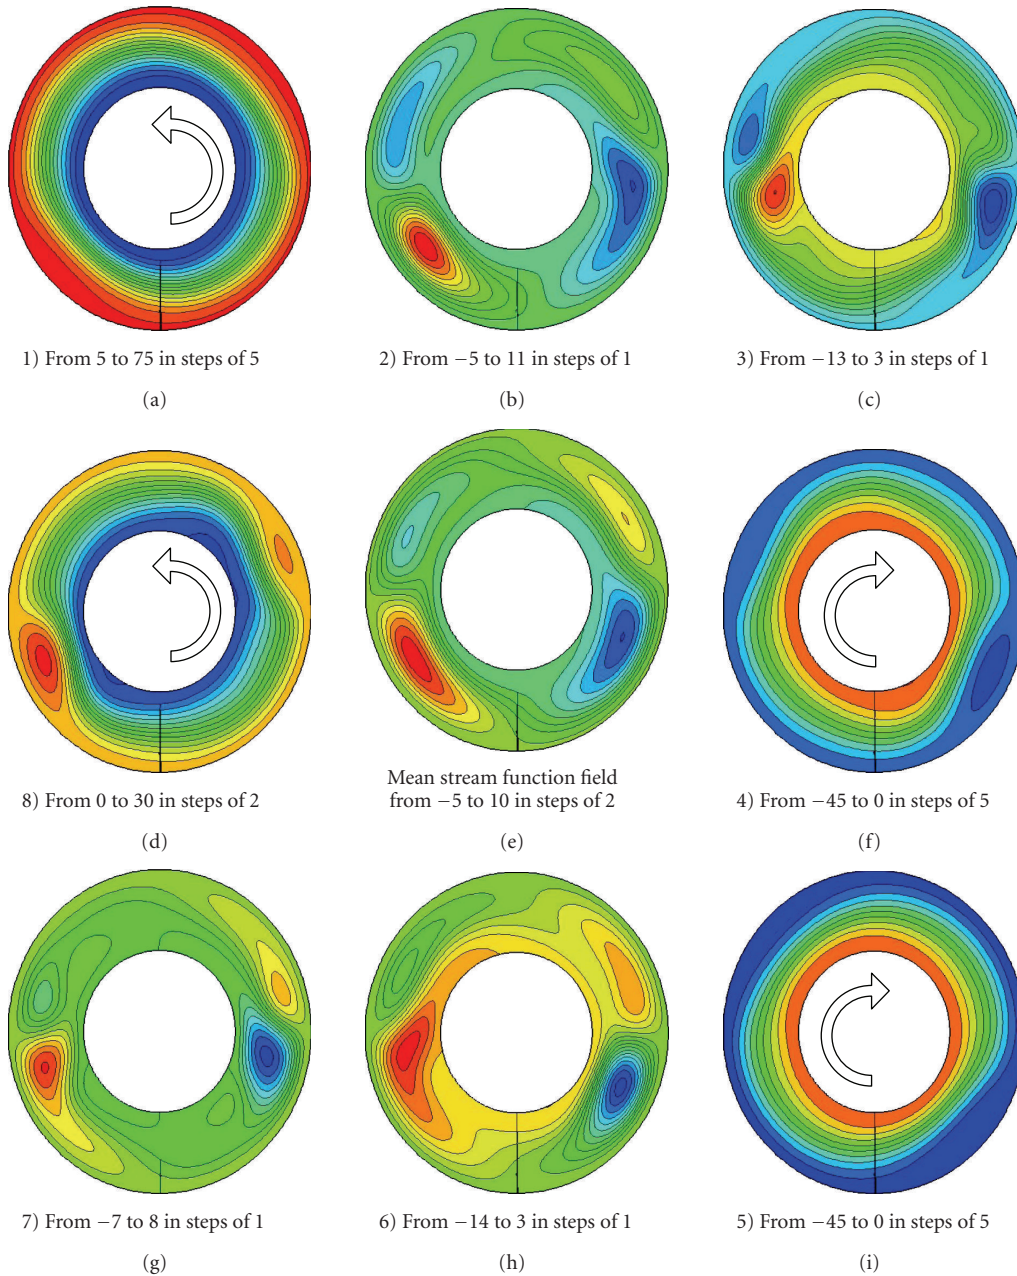 1) From 5 to 75 in steps of 5
(a)
2) From −5 to 11 in steps of 1
(b)
3) From −13 to 3 in steps of 1
(c)
8) From 0 to 30 in steps of 2
(d)
Mean stream function field
from −5 to 10 in steps of 2
(e)
4) From −45 to 0 in steps of 5
(f)
7) From −7 to 8 in steps of 1
(g)
6) From −14 to 3 in steps of 1
(h)
5) From −45 to 0 in steps of 5
(i)